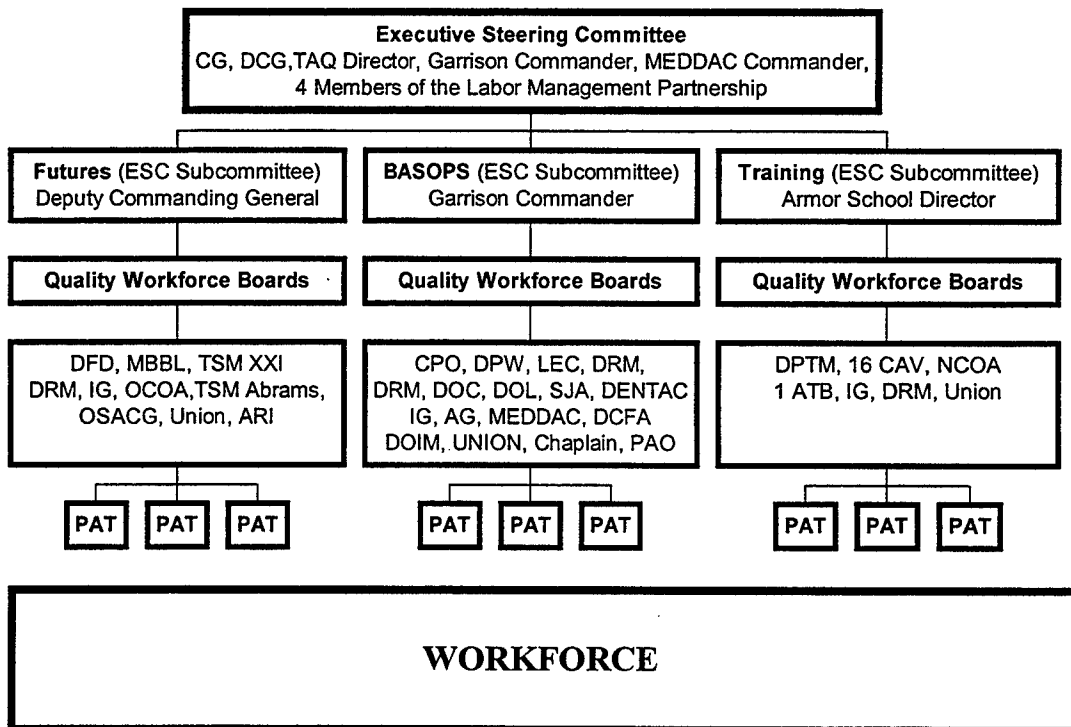 Executive Steering Committee
CG, DCG,TAQ Director, Garrison Commander, MEDDAC Commander,
4 Members of the Labor Management Partnership
Futures (ESC Subcommittee)
Deputy Commanding General
BASOPS (ESC Subcommittee)
Garrison Commander
Training (ESC Subcommittee)
Armor School Director
Quality Workforce Boards
Quality Workforce Boards
Quality Workforce Boards
DFD, MBBL, TSM XXI
DRM, IG, OCOA,TSM Abrams,
OSACG, Union, ARI
CPO, DPW, LEC, DRM,
DRM, DOC, DOL, SJA, DENTAC
IG, AG, MEDDAC, DCFA
DOIM, UNION, Chaplain, PAO
DPTM, 16 CAV, NCOA
1 ATB, IG, DRM, Union
PAT
PAT
PAT
PAT
PAT
PAT
PAT
PAT
PAT
WORKFORCE